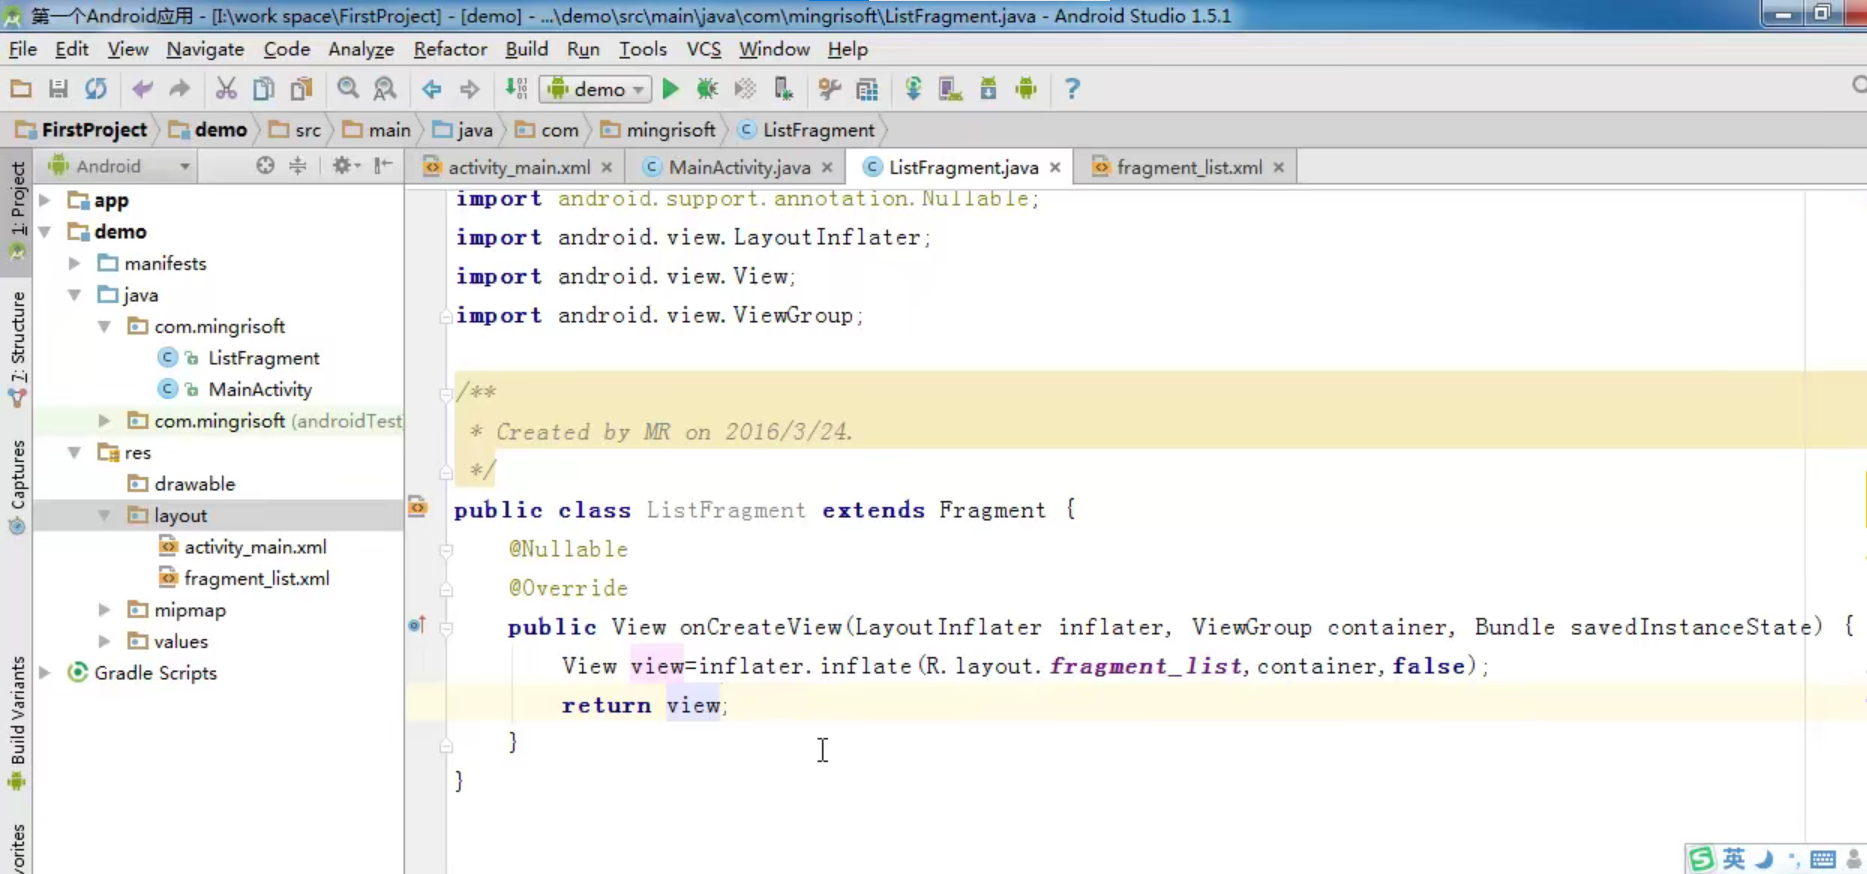 第一个Android应用 - [I:\work space\FirstProject] - [demo] - ...\demo\src\main\java\com\mingrisoft\ListFragment.java - Android Studio 1.5.1
File Edit View Navigate Code Analyze Refactor Build Run Tools VCS Window Help
demo
FirstProject demo src main java com mingrisoft ListFragment
Android
activity_main.xml MainActivity.java ListFragment.java fragment_list.xml
1: Project
7: Structure
Captures
Build Variants
app
demo
manifests
java
com.mingrisoft
ListFragment
MainActivity
com.mingrisoft (androidTest)
res
drawable
layout
activity_main.xml
fragment_list.xml
mipmap
values
Gradle Scripts
import android.support.annotation.Nullable;
import android.view.LayoutInflater;
import android.view.View;
import android.view.ViewGroup;
/**
* Created by MR on 2016/3/24.
*/
public class ListFragment extends Fragment {
@Nullable
@Override
public View onCreateView(LayoutInflater inflater, ViewGroup container, Bundle savedInstanceState) {
View view=inflater.inflate(R.layout.fragment_list,container,false);
return view;
}
}
英